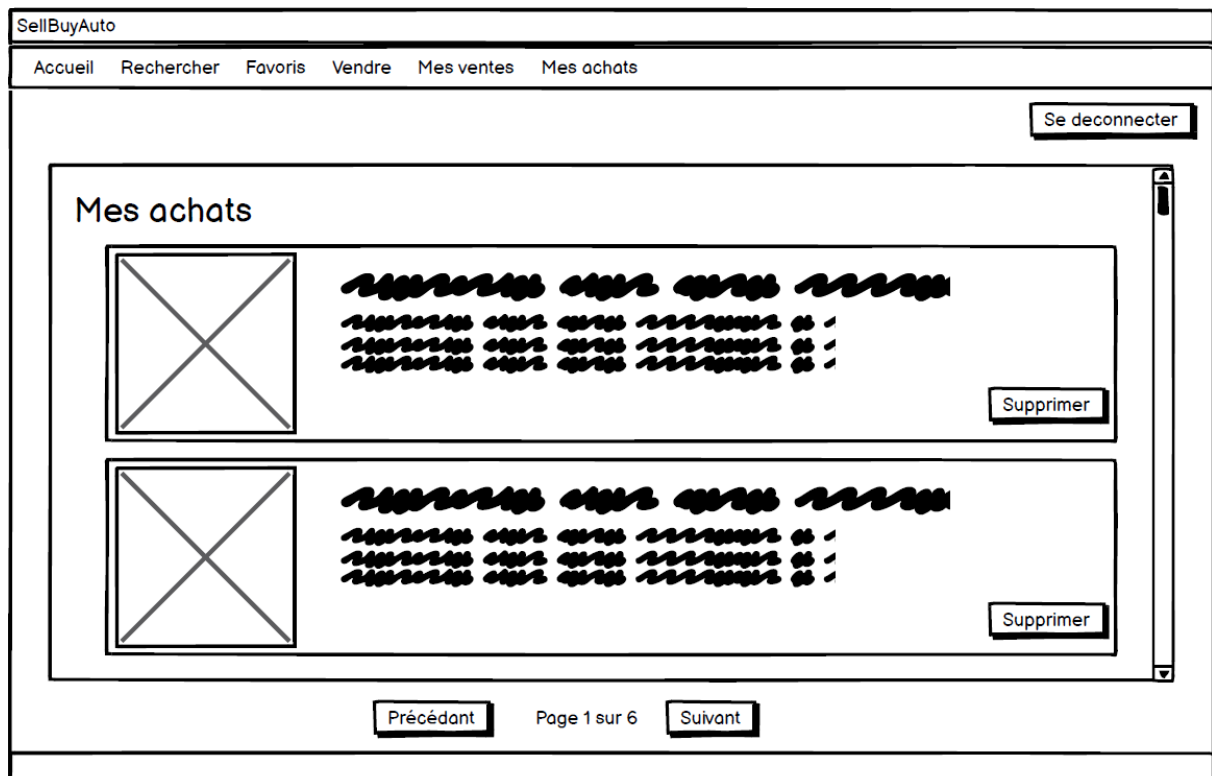 SellBuyAuto
Accueil Rechercher Favoris Vendre Mes ventes Mes achats
Se deconnecter
Mes achats
Supprimer
Supprimer
Précédant Page 1 sur 6 Suivant